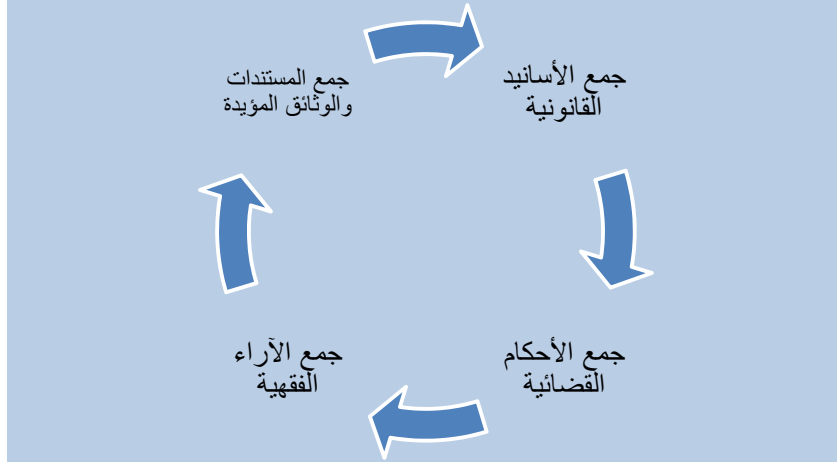 جمع الأسانيد
القانونية
جمع الأحكام
القضائية
جمع الآراء
الفقهية
جمع المستندات
والوثائق المؤيدة